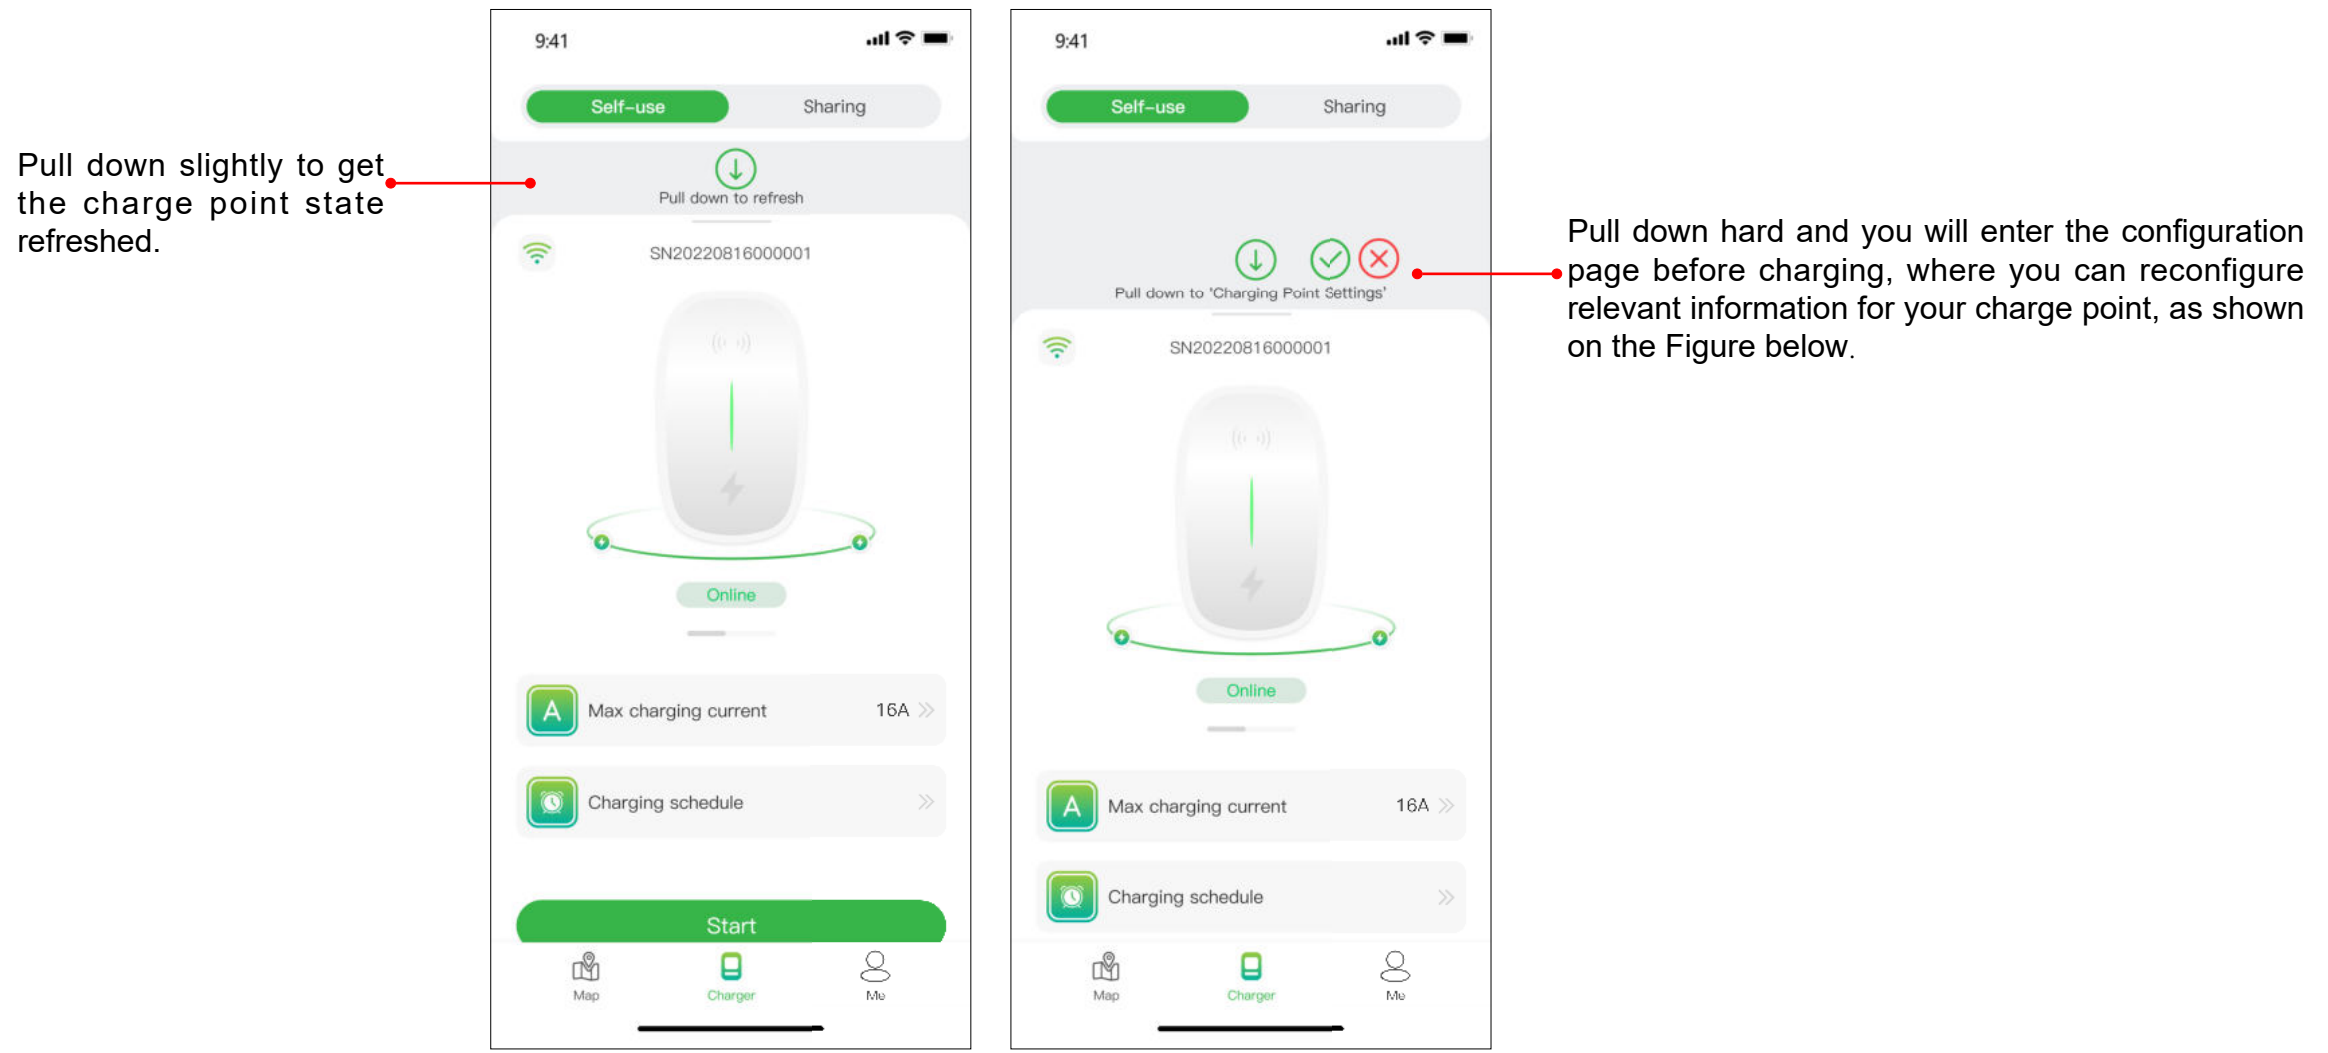 Pull down slightly to get
the charge point state
refreshed.
9:41
Self-use
Sharing
Pull down to refresh
SN20220816000001
Online
A
Max charging current
16A
Charging schedule
Start
Map
Charger
Me
9:41
Self-use
Sharing
Pull down to 'Charging Point Settings'
SN20220816000001
Online
A
Max charging current
16A
Charging schedule
Map
Charger
Me
Pull down hard and you will enter the configuration
page before charging, where you can reconfigure
relevant information for your charge point, as shown
on the Figure below.